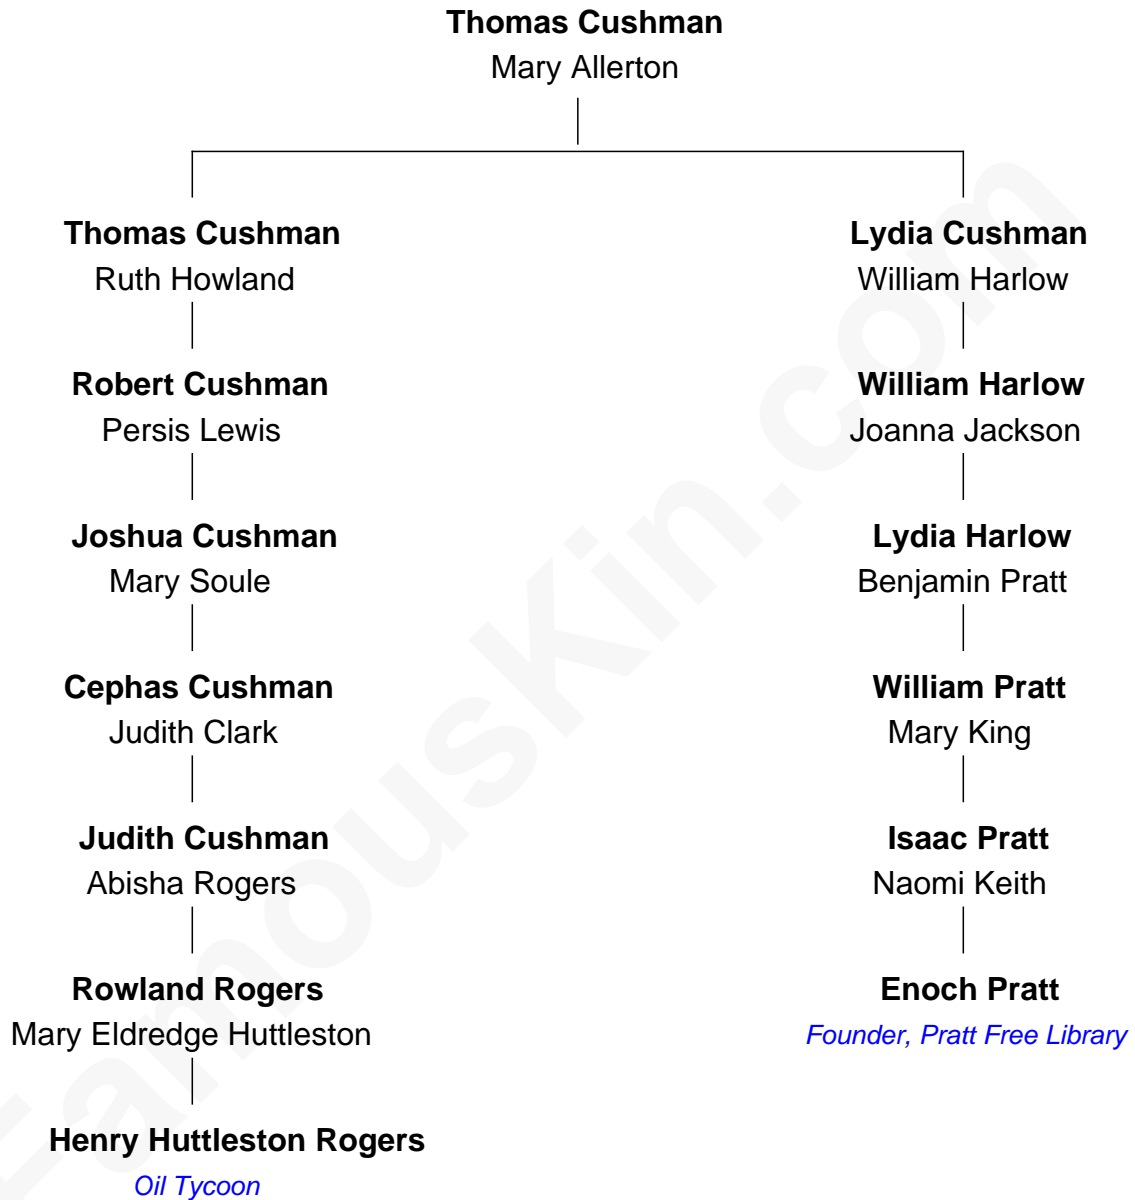 Thomas Cushman
Mary Allerton
Thomas Cushman
Ruth Howland
Robert Cushman
Persis Lewis
Joshua Cushman
Mary Soule
Cephas Cushman
Judith Clark
Judith Cushman
Abisha Rogers
Rowland Rogers
Mary Eldredge Huttleston
Henry Huttleston Rogers
Oil Tycoon
Lydia Cushman
William Harlow
William Harlow
Joanna Jackson
Lydia Harlow
Benjamin Pratt
William Pratt
Mary King
Isaac Pratt
Naomi Keith
Enoch Pratt
Founder, Pratt Free Library
FamousKin.com